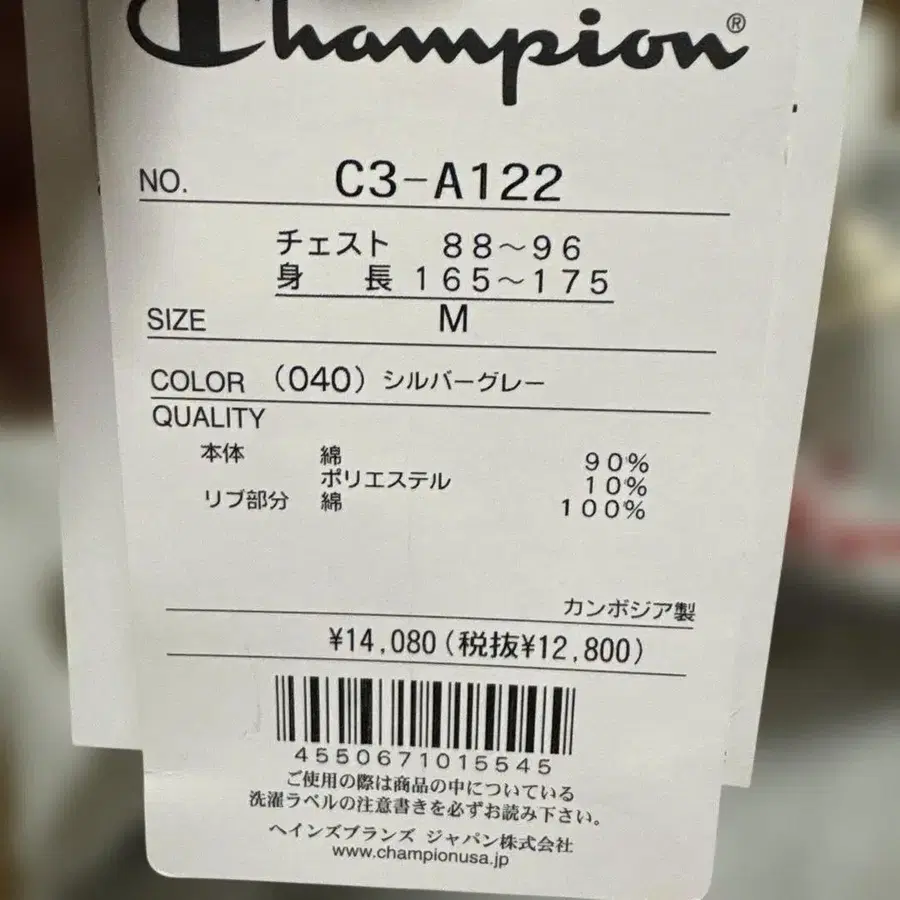 Champion®
NO. C3-A122
チェスト 88～96
身 長 165～175
SIZE M
COLOR （040）シルバーグレー
QUALITY
本体 綿 90%
ポリエステル 10%
リブ部分 綿 100%
カンボジア製
¥14,080（税抜¥12,800）
4550671015545
ご使用の際は商品の中についている
洗濯ラベルの注意書きを必ずお読み下さい。
ヘインズブランズ ジャパン株式会社
www.championusa.jp